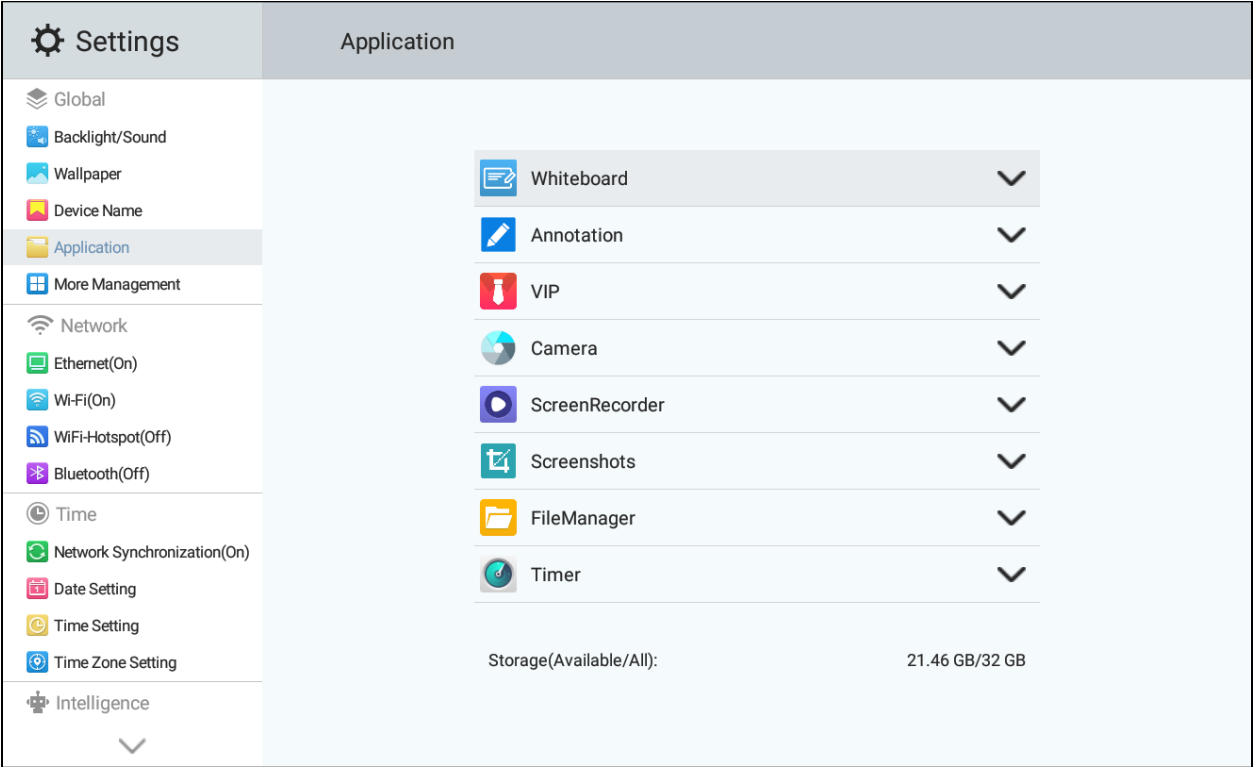 Settings
Application
Global
Backlight/Sound
Wallpaper
Device Name
Application
More Management
Network
Ethernet(On)
Wi-Fi(On)
WiFi-Hotspot(Off)
Bluetooth(Off)
Time
Network Synchronization(On)
Date Setting
Time Setting
Time Zone Setting
Intelligence
Whiteboard
Annotation
VIP
Camera
ScreenRecorder
Screenshots
FileManager
Timer
Storage(Available/All): 21.46 GB/32 GB